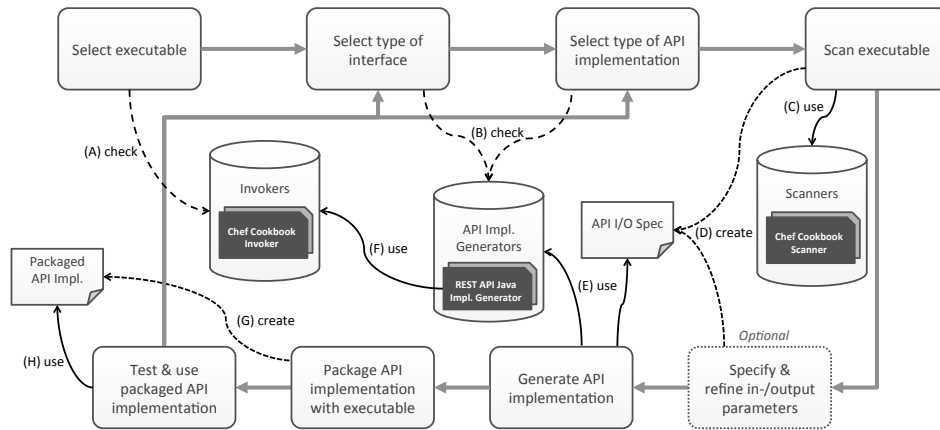 Select executable
Select type of
interface
Select type of API
implementation
Scan executable
(A) check
(B) check
(C) use
Invokers
Chef Cookbook
Invoker
API Impl.
Generators
REST API Java
Impl. Generator
API I/O Spec
Scanners
Chef Cookbook
Scanner
(D) create
(E) use
(F) use
Packaged
API Impl.
(G) create
(H) use
Optional
Test & use
packaged API
implementation
Package API
implementation
with executable
Generate API
implementation
Specify &
refine in-/output
parameters